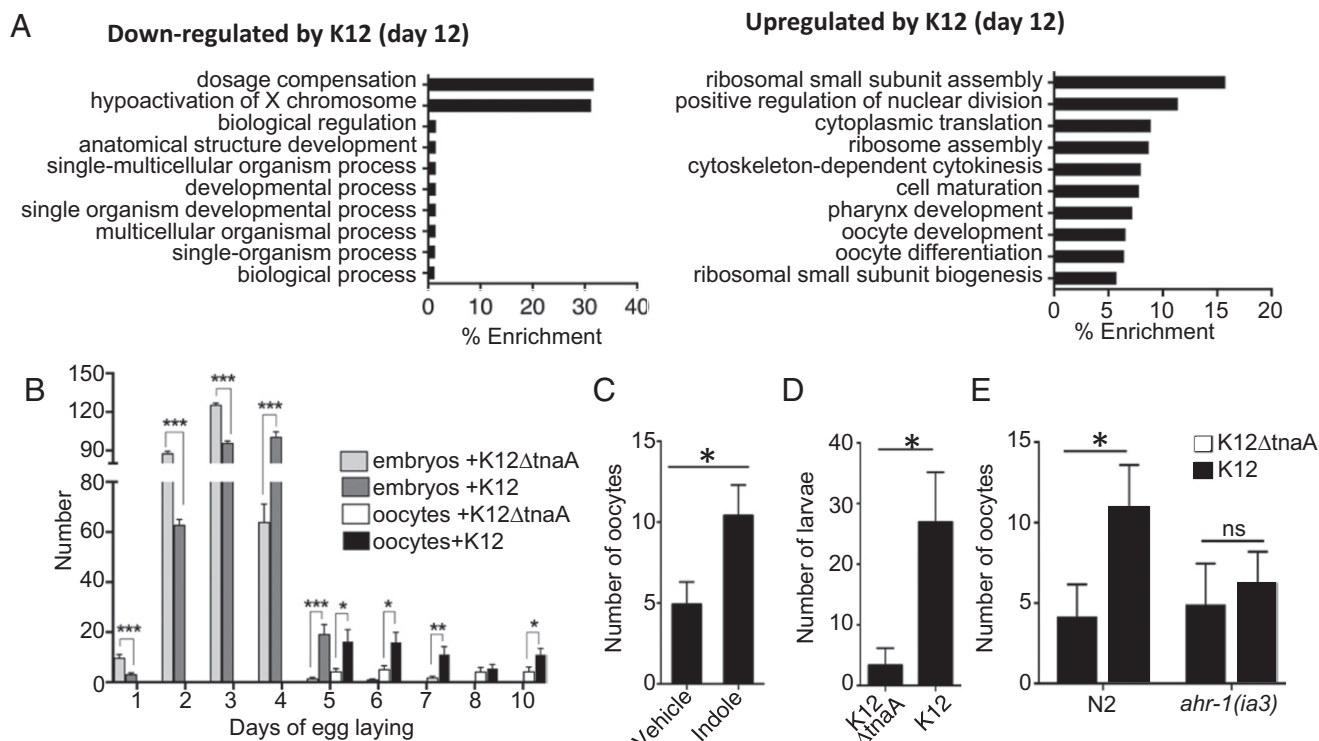 A
Down-regulated by K12 (day 12)
dosage compensation
hypoactivation of X chromosome
biological regulation
anatomical structure development
single-multicellular organism process
developmental process
single organism developmental process
multicellular organismal process
single-organism process
biological process
0 10 20 30 40
% Enrichment
Upregulated by K12 (day 12)
ribosomal small subunit assembly
positive regulation of nuclear division
cytoplasmic translation
ribosome assembly
cytoskeleton-dependent cytokinesis
cell maturation
pharynx development
oocyte development
oocyte differentiation
ribosomal small subunit biogenesis
0 5 10 15 20
% Enrichment
B
150
120
90
80
60
40
20
0
Number
*** *** *** *** *** * * ** *
embryos +K12ΔtnaA
embryos +K12
oocytes +K12ΔtnaA
oocytes+K12
1 2 3 4 5 6 7 8 10
Days of egg laying
C
15
10
5
0
Number of oocytes
*
Vehicle
Indole
D
40
30
20
10
0
Number of larvae
*
K12
ΔtnaA
K12
E
15
10
5
0
Number of oocytes
*
ns
K12ΔtnaA
K12
N2
ahr-1(ia3)